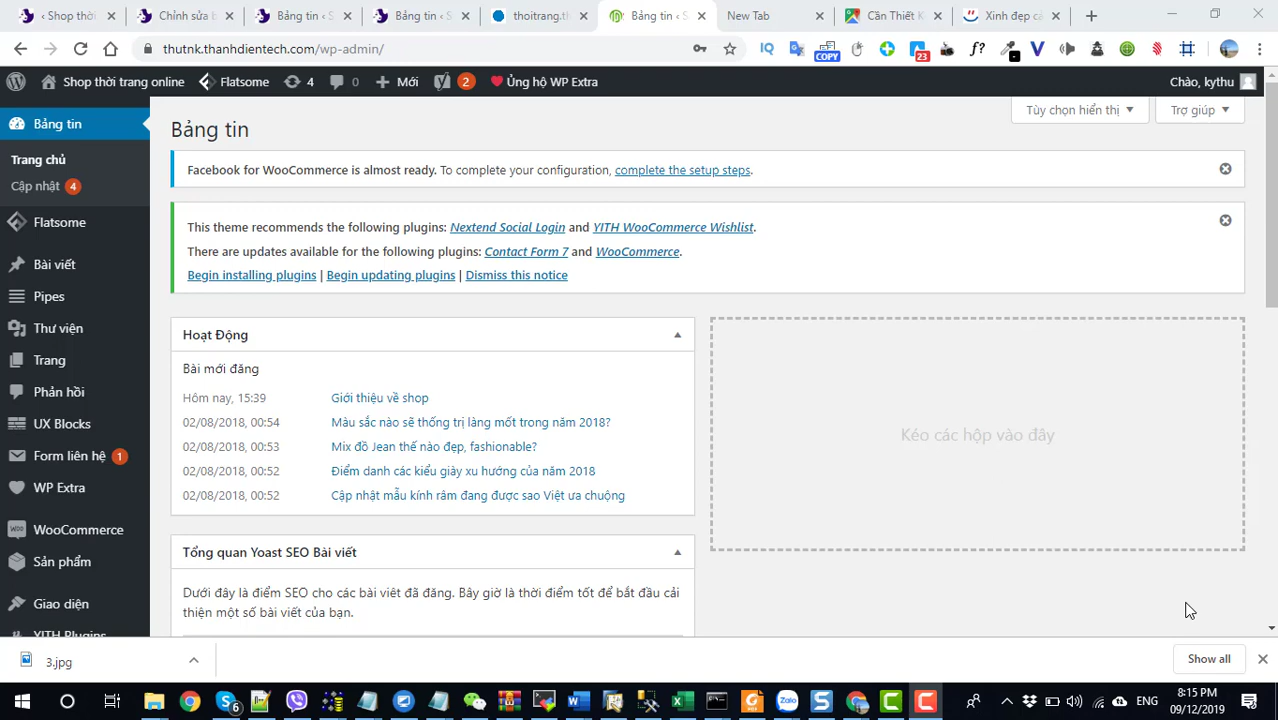 ‹ Shop thời
Chỉnh sửa b
Bảng tin ‹ S
Bảng tin ‹ S
thoitrang.th
Bảng tin ‹ S
New Tab
Cần Thiết K
Xinh đẹp cá
thutnk.thanhdientech.com/wp-admin/
IQ
COPY
23
f?
Shop thời trang online
Flatsome
4
0
Mới
2
Ủng hộ WP Extra
Chào, kythu
Bảng tin
Trang chủ
Cập nhật 4
Flatsome
Bài viết
Pipes
Thư viện
Trang
Phản hồi
UX Blocks
Form liên hệ 1
WP Extra
WooCommerce
Sản phẩm
Giao diện
YITH Plugins
Tùy chọn hiển thị
Trợ giúp
Bảng tin
Facebook for WooCommerce is almost ready. To complete your configuration, complete the setup steps.
This theme recommends the following plugins: Nextend Social Login and YITH WooCommerce Wishlist.
There are updates available for the following plugins: Contact Form 7 and WooCommerce.
Begin installing plugins | Begin updating plugins | Dismiss this notice
Hoạt Động
Bài mới đăng
Hôm nay, 15:39 Giới thiệu về shop
02/08/2018, 00:54 Màu sắc nào sẽ thống trị làng mốt trong năm 2018?
02/08/2018, 00:53 Mix đồ Jean thế nào đẹp, fashionable?
02/08/2018, 00:52 Điểm danh các kiểu giày xu hướng của năm 2018
02/08/2018, 00:52 Cập nhật mẫu kính râm đang được sao Việt ưa chuộng
Kéo các hộp vào đây
Tổng quan Yoast SEO Bài viết
Dưới đây là điểm SEO cho các bài viết đã đăng. Bây giờ là thời điểm tốt để bắt đầu cải
thiện một số bài viết của bạn.
3.jpg
Show all
6
Zalo
ENG
8:15 PM
09/12/2019